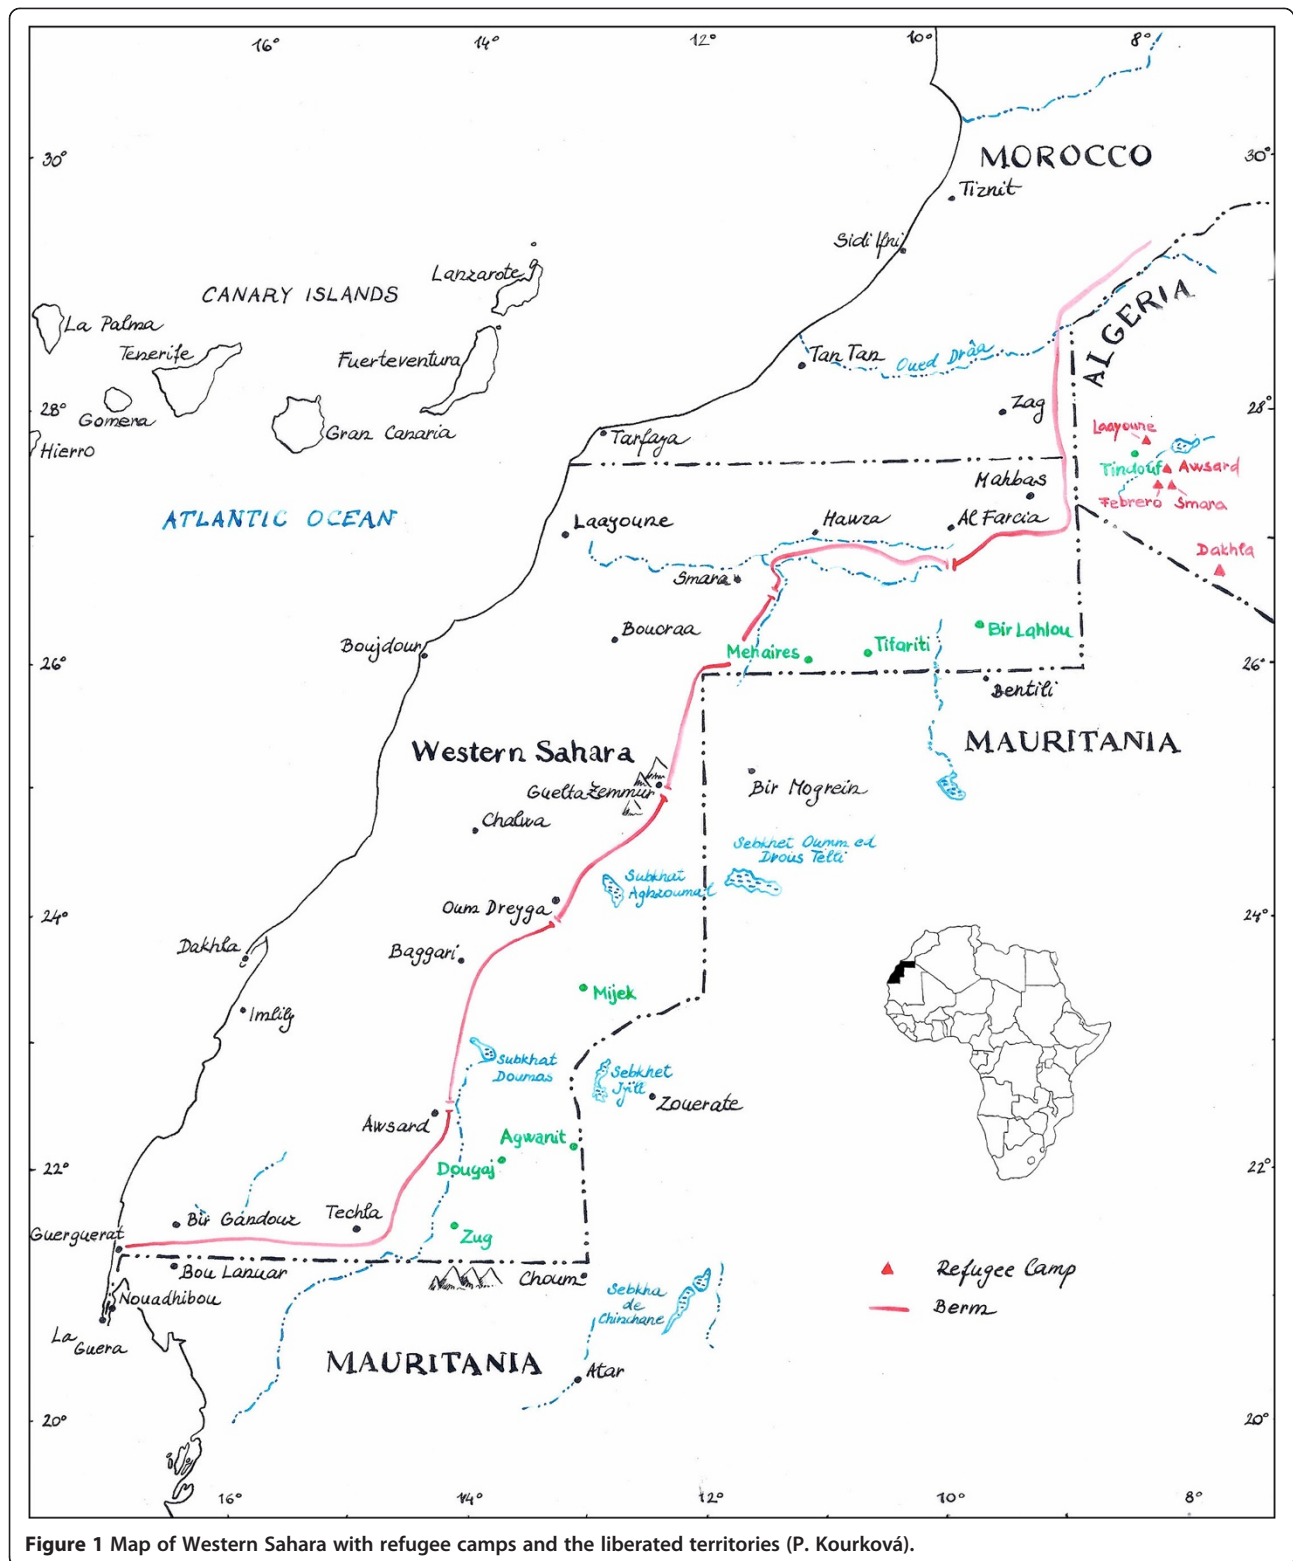 16°
14°
12°
10°
8°
30°
MOROCCO
30°
Tiznit
Sidi Ifni
Lanzarote
CANARY ISLANDS
ALGERIA
La Palma
Tenerife
Fuerteventura
Tan Tan
Oued Drâa
28°
Gomera
Zag
28°
Gran Canaria
Laayoune
Hierro
Tarfaya
Tindouf
Awsard
Mahbas
Febrero
Smara
ATLANTIC OCEAN
Laayoune
Hawza
Al Farcia
Dakhla
Smara
Bouoraa
Bir Lahlou
Boujdour
Mehaires
Tifariti
26°
26°
Bentili
Western Sahara
MAURITANIA
Guelta Zemmur
Bir Mogrein
Chalwa
Sebkhet Oumm ed
Drous Telli
Subkhat
Aghzoumal
Oum Dreyga
24°
24°
Dakhla
Baggari
Mijek
Imlily
Subkhat
Doumas
Sebkhet
Jyill
Zouerate
Awsard
Agwanit
Dougaj
22°
22°
Techla
Bir Gandouz
Zug
Guerguerat
Bou Lanuar
Choum
Refugee Camp
Nouadhibou
Sebkha
de
Chinchane
Berm
La
Guera
MAURITANIA
Atar
20°
20°
16°
14°
12°
10°
8°
Figure 1 Map of Western Sahara with refugee camps and the liberated territories (P. Kourková).